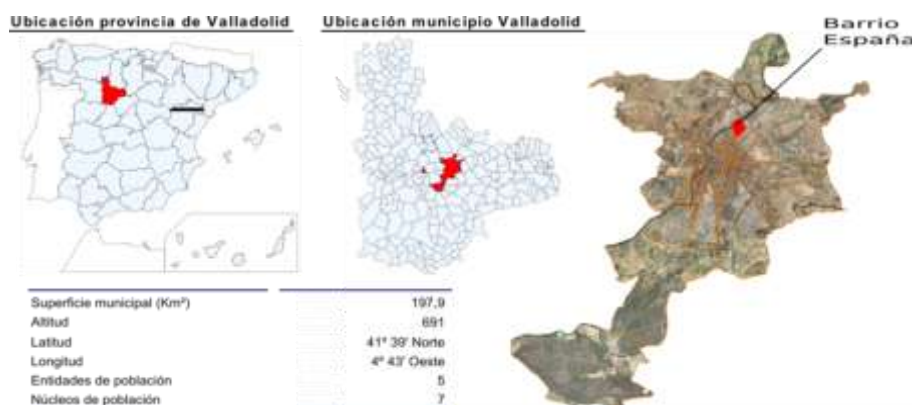 Ubicación provincia de Valladolid
Ubicación municipio Valladolid
Barrio
España
Superficie municipal (Km²) 197,9
Altitud 691
Latitud 41º 39' Norte
Longitud 4º 43' Oeste
Entidades de población 5
Núcleos de población 7